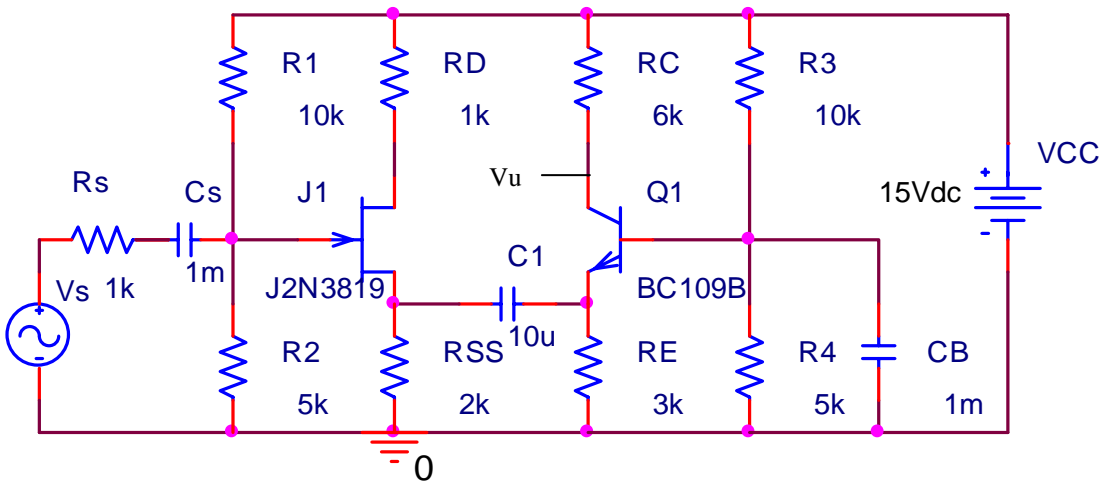 R1
10k
RD
1k
RC
6k
R3
10k
VCC
15Vdc
+
-
Rs
1k
Cs
1m
J1
J2N3819
Vu
Q1
BC109B
C1
10u
Vs
+
-
R2
5k
RSS
2k
RE
3k
R4
5k
CB
1m
0